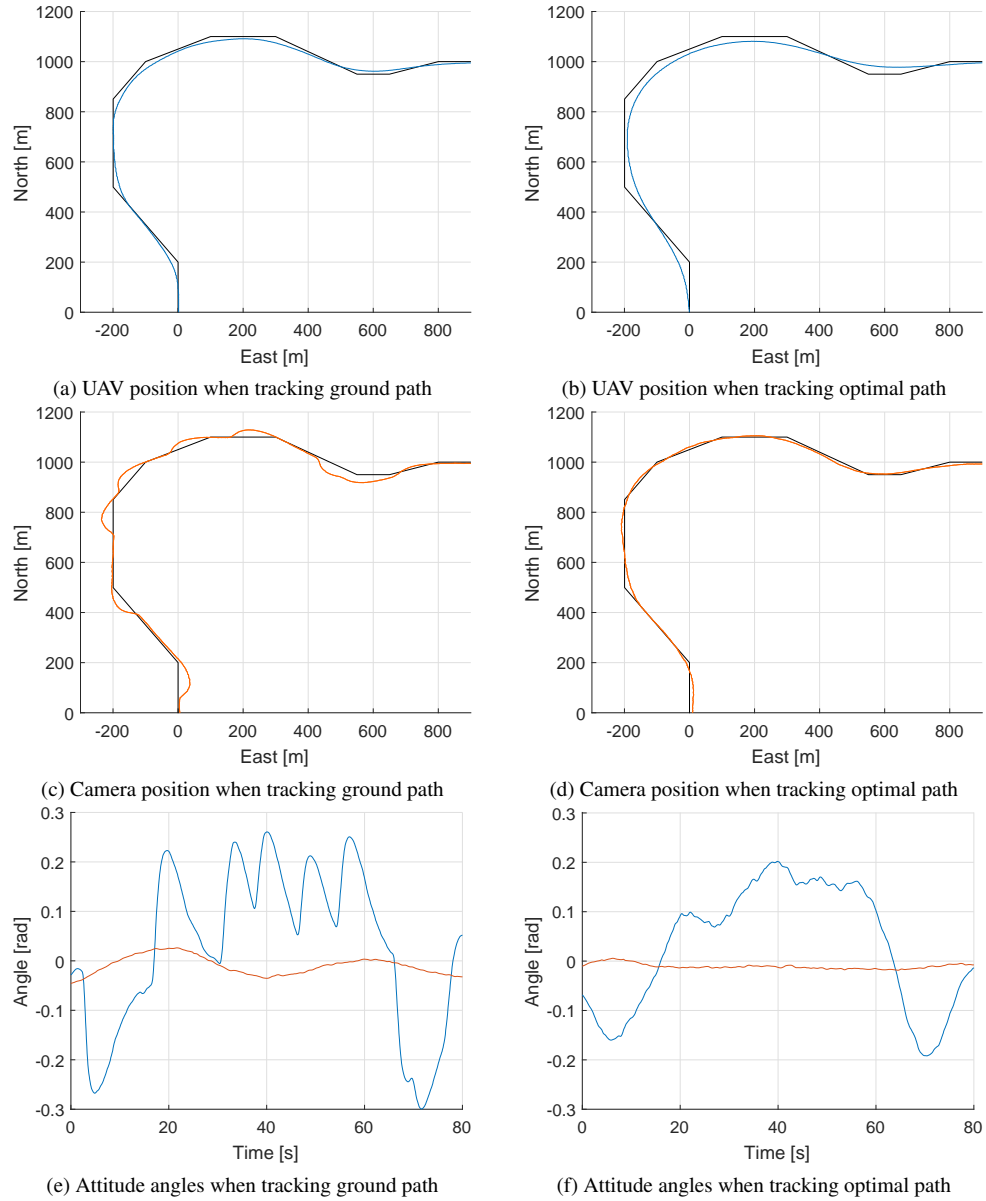 1200
1000
800
600
400
200
0
North [m]
-200 0 200 400 600 800
East [m]
(a) UAV position when tracking ground path
1200
1000
800
600
400
200
0
North [m]
-200 0 200 400 600 800
East [m]
(b) UAV position when tracking optimal path
1200
1000
800
600
400
200
0
North [m]
-200 0 200 400 600 800
East [m]
(c) Camera position when tracking ground path
1200
1000
800
600
400
200
0
North [m]
-200 0 200 400 600 800
East [m]
(d) Camera position when tracking optimal path
0.3
0.2
0.1
0
-0.1
-0.2
-0.3
Angle [rad]
0 20 40 60 80
Time [s]
(e) Attitude angles when tracking ground path
0.3
0.2
0.1
0
-0.1
-0.2
-0.3
Angle [rad]
0 20 40 60 80
Time [s]
(f) Attitude angles when tracking optimal path